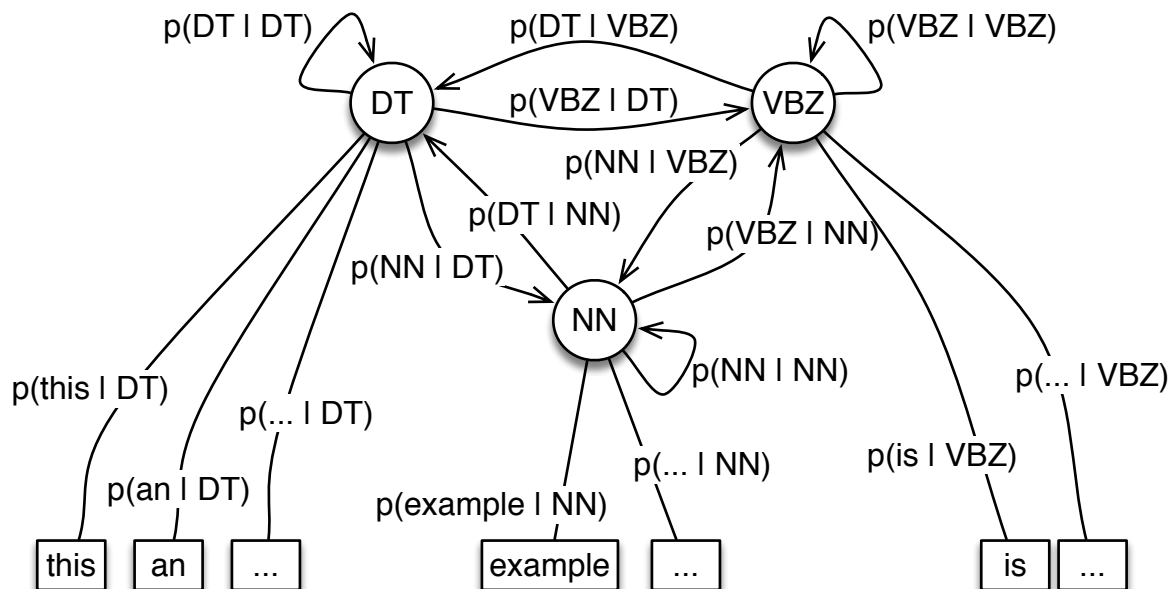 p(DT | DT)
p(DT | VBZ)
p(VBZ | VBZ)
DT
p(VBZ | DT)
VBZ
p(NN | VBZ)
p(DT | NN)
p(VBZ | NN)
p(NN | DT)
NN
p(NN | NN)
p(this | DT)
p(... | DT)
p(... | VBZ)
p(is | VBZ)
p(... | NN)
p(an | DT)
p(example | NN)
this
an
...
example
...
is
...